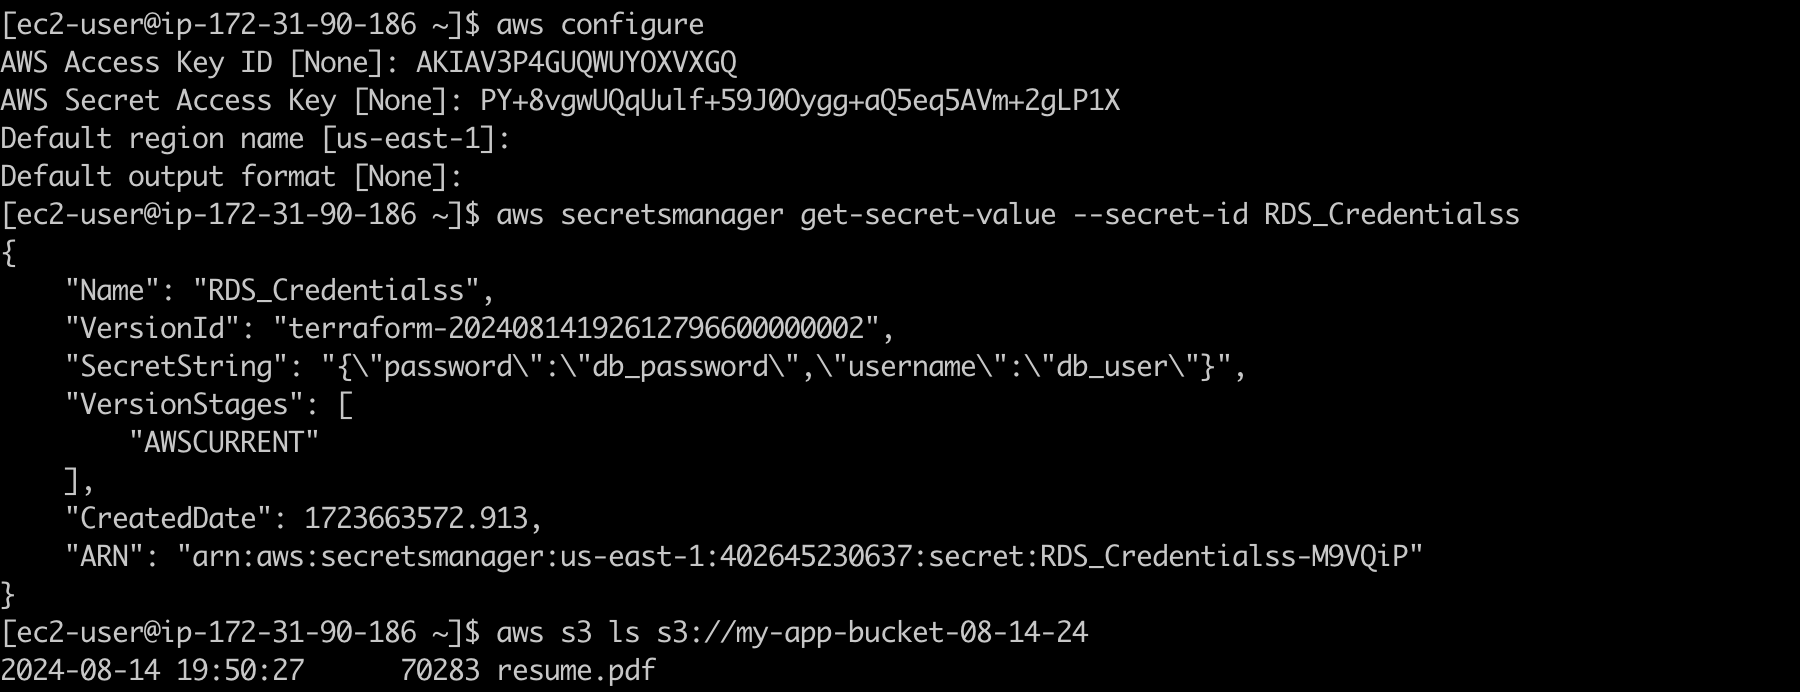 [ec2-user@ip-172-31-90-186 ~]$ aws configure
AWS Access Key ID [None]: AKIAV3P4GUQWUYOXVXGQ
AWS Secret Access Key [None]: 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
Default region name [us-east-1]:
Default output format [None]:
[ec2-user@ip-172-31-90-186 ~]$ aws secretsmanager get-secret-value --secret-id RDS_Credentialss
{
    "Name": "RDS_Credentialss",
    "VersionId": "terraform-20240814192612796600000002",
    "SecretString": "{\"password\":\"db_password\",\"username\":\"db_user\"}",
    "VersionStages": [
        "AWSCURRENT"
    ],
    "CreatedDate": 1723663572.913,
    "ARN": "arn:aws:secretsmanager:us-east-1:402645230637:secret:RDS_Credentialss-M9VQiP"
}
[ec2-user@ip-172-31-90-186 ~]$ aws s3 ls s3://my-app-bucket-08-14-24
2024-08-14 19:50:27      70283 resume.pdf